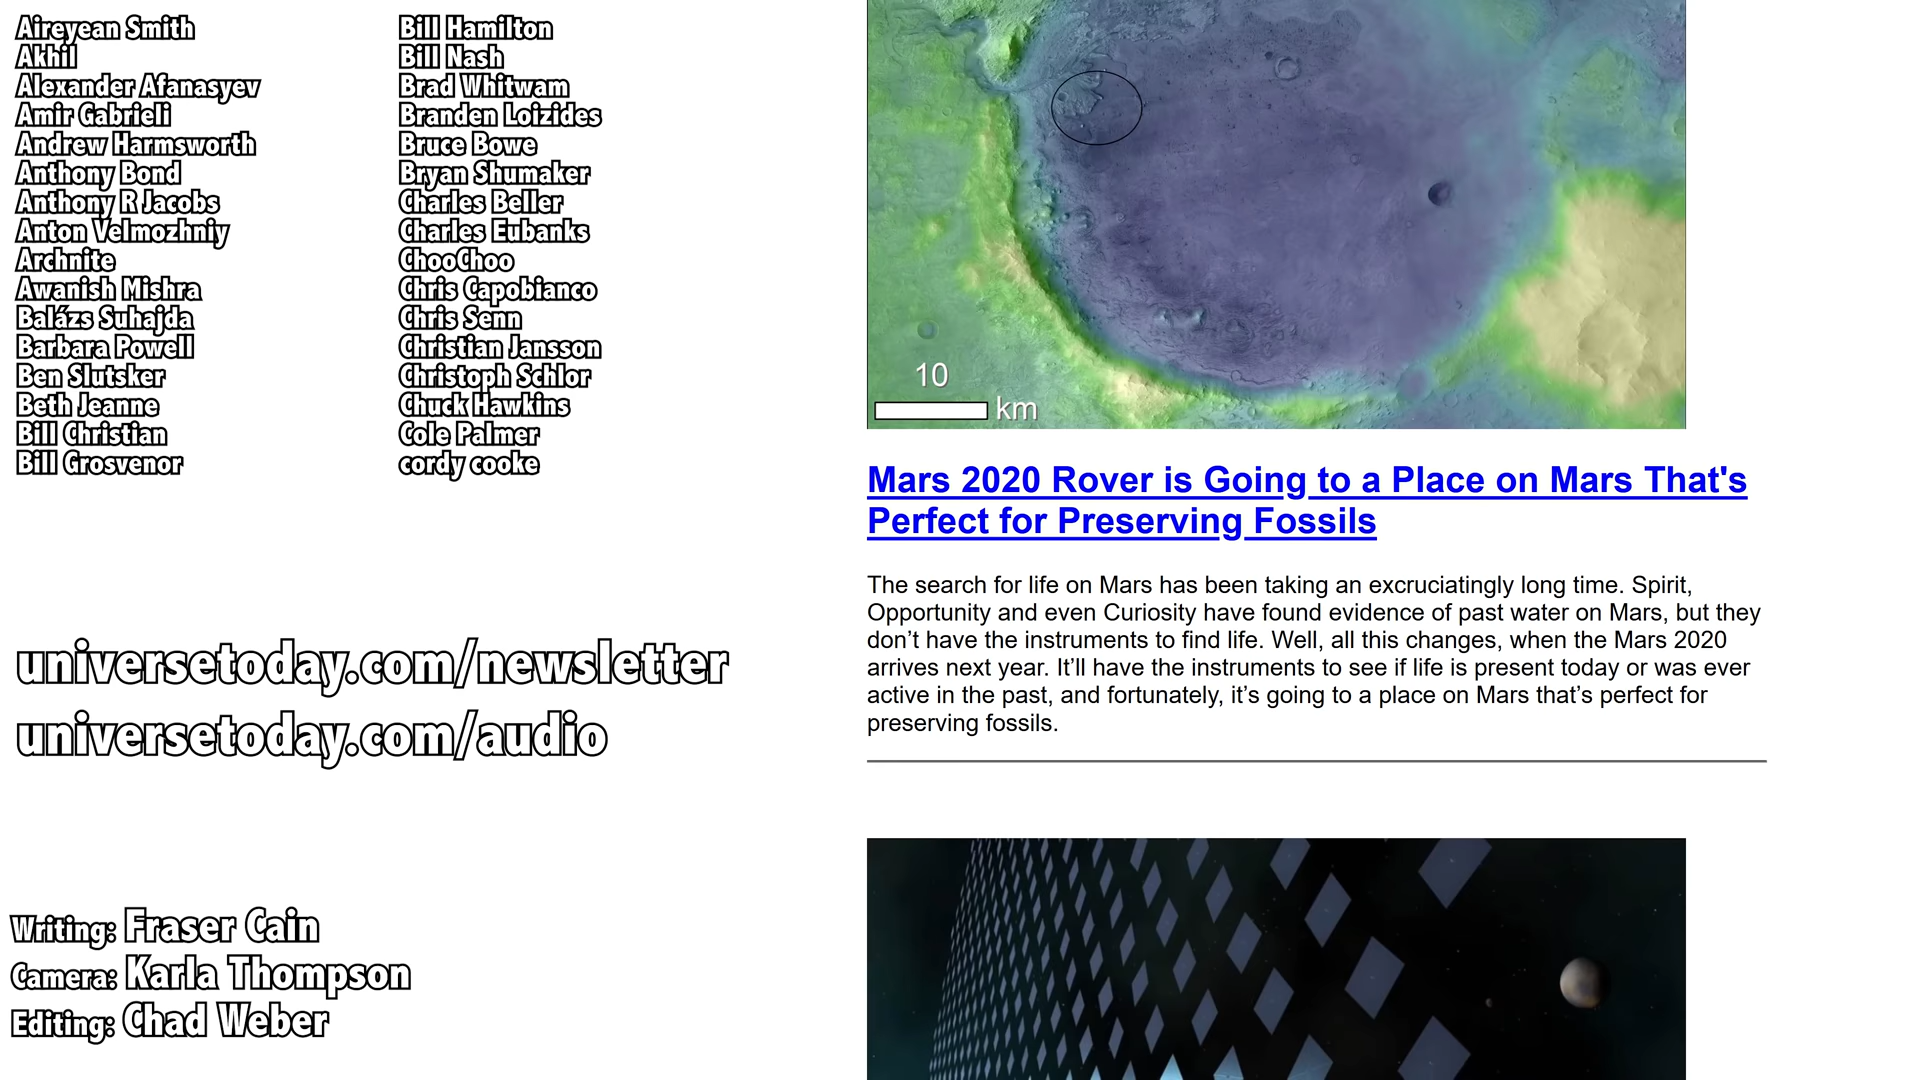 Aireyean Smith
Akhil
Alexander Afanasyev
Amir Gabrieli
Andrew Harmsworth
Anthony Bond
Anthony R Jacobs
Anton Velmozhniy
Archnite
Awanish Mishra
Balázs Suhajda
Barbara Powell
Ben Slutsker
Beth Jeanne
Bill Christian
Bill Grosvenor
Bill Hamilton
Bill Nash
Brad Whitwam
Branden Loizides
Bruce Bowe
Bryan Shumaker
Charles Beller
Charles Eubanks
ChooChoo
Chris Capobianco
Chris Senn
Christian Jansson
Christoph Schlor
Chuck Hawkins
Cole Palmer
cordy cooke
universetoday.com/newsletter
universetoday.com/audio
Writing: Fraser Cain
Camera: Karla Thompson
Editing: Chad Weber
10
km
Mars 2020 Rover is Going to a Place on Mars That's
Perfect for Preserving Fossils
The search for life on Mars has been taking an excruciatingly long time. Spirit,
Opportunity and even Curiosity have found evidence of past water on Mars, but they
don’t have the instruments to find life. Well, all this changes, when the Mars 2020
arrives next year. It’ll have the instruments to see if life is present today or was ever
active in the past, and fortunately, it’s going to a place on Mars that’s perfect for
preserving fossils.